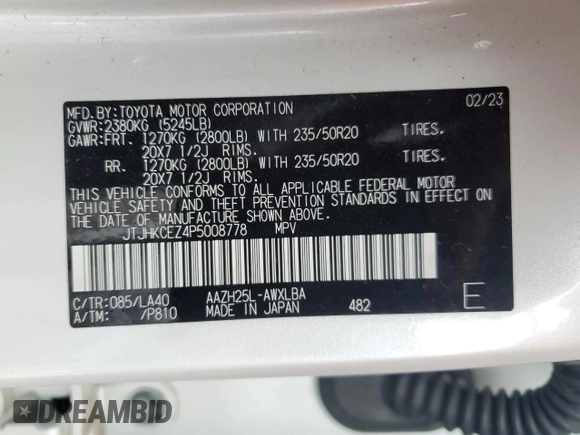 MFD.BY:TOYOTA MOTOR CORPORATION 02/23
GVWR:2380KG (5245LB)
GAWR:FRT. 1270KG (2800LB) WITH 235/50R20 TIRES.
20X7 1/2J RIMS.
RR. 1270KG (2800LB) WITH 235/50R20 TIRES.
20X7 1/2J RIMS.
THIS VEHICLE CONFORMS TO ALL APPLICABLE FEDERAL MOTOR
VEHICLE SAFETY AND THEFT PREVENTION STANDARDS IN EFFECT ON
THE DATE OF MANUFACTURE SHOWN ABOVE.
JTJHKCEZ4P5008778 MPV
C/TR:085/LA40 AAZH25L-AWXLBA
A/TM: /P810 MADE IN JAPAN 482 E
DREAMBID